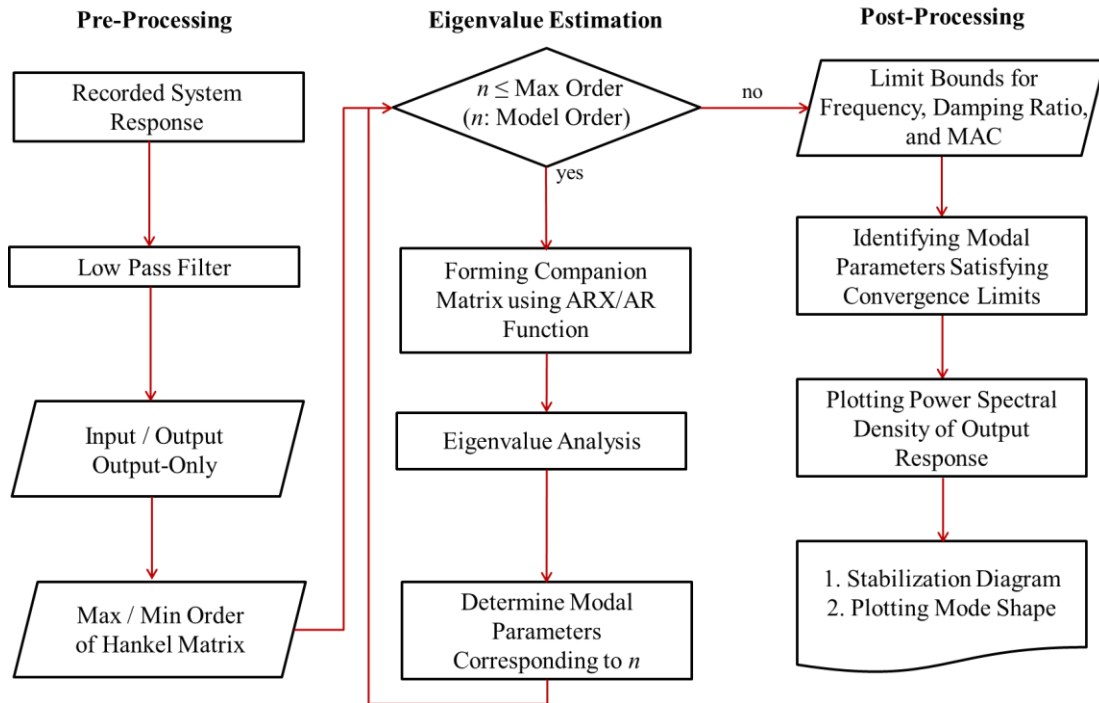 Pre-Processing
Recorded System
Response
Low Pass Filter
Input / Output
Output-Only
Max / Min Order
of Hankel Matrix
Eigenvalue Estimation
n ≤ Max Order
(n: Model Order)
no
yes
Forming Companion
Matrix using ARX/AR
Function
Eigenvalue Analysis
Determine Modal
Parameters
Corresponding to n
Post-Processing
Limit Bounds for
Frequency, Damping Ratio,
and MAC
Identifying Modal
Parameters Satisfying
Convergence Limits
Plotting Power Spectral
Density of Output
Response
1. Stabilization Diagram
2. Plotting Mode Shape